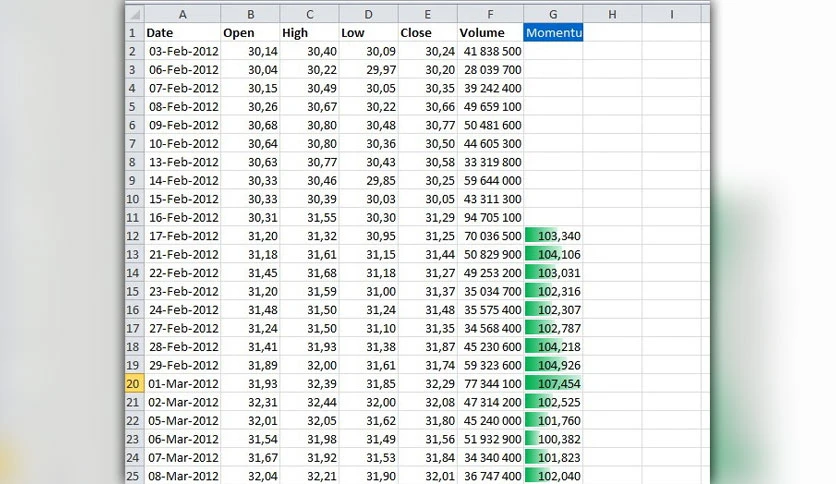 A B C D E F G H I
1 Date Open High Low Close Volume Momentu
2 03-Feb-2012 30,14 30,40 30,09 30,24 41 838 500
3 06-Feb-2012 30,04 30,22 29,97 30,20 28 039 700
4 07-Feb-2012 30,15 30,49 30,05 30,35 39 242 400
5 08-Feb-2012 30,26 30,67 30,22 30,66 49 659 100
6 09-Feb-2012 30,68 30,80 30,48 30,77 50 481 600
7 10-Feb-2012 30,64 30,80 30,36 30,50 44 605 300
8 13-Feb-2012 30,63 30,77 30,43 30,58 33 319 800
9 14-Feb-2012 30,33 30,46 29,85 30,25 59 644 000
10 15-Feb-2012 30,33 30,39 30,03 30,05 43 311 300
11 16-Feb-2012 30,31 31,55 30,30 31,29 94 705 100
12 17-Feb-2012 31,20 31,32 30,95 31,25 70 036 500 103,340
13 21-Feb-2012 31,18 31,61 31,15 31,44 50 829 900 104,106
14 22-Feb-2012 31,45 31,68 31,18 31,27 49 253 200 103,031
15 23-Feb-2012 31,20 31,59 31,00 31,37 35 034 700 102,316
16 24-Feb-2012 31,48 31,50 31,24 31,48 35 575 400 102,307
17 27-Feb-2012 31,24 31,50 31,10 31,35 34 568 400 102,787
18 28-Feb-2012 31,41 31,93 31,38 31,87 45 230 600 104,218
19 29-Feb-2012 31,89 32,00 31,61 31,74 59 323 600 104,926
20 01-Mar-2012 31,93 32,39 31,85 32,29 77 344 100 107,454
21 02-Mar-2012 32,31 32,44 32,00 32,08 47 314 200 102,525
22 05-Mar-2012 32,01 32,05 31,62 31,80 45 240 000 101,760
23 06-Mar-2012 31,54 31,98 31,49 31,56 51 932 900 100,382
24 07-Mar-2012 31,67 31,92 31,53 31,84 34 340 400 101,823
25 08-Mar-2012 32,04 32,21 31,90 32,01 36 747 400 102,040